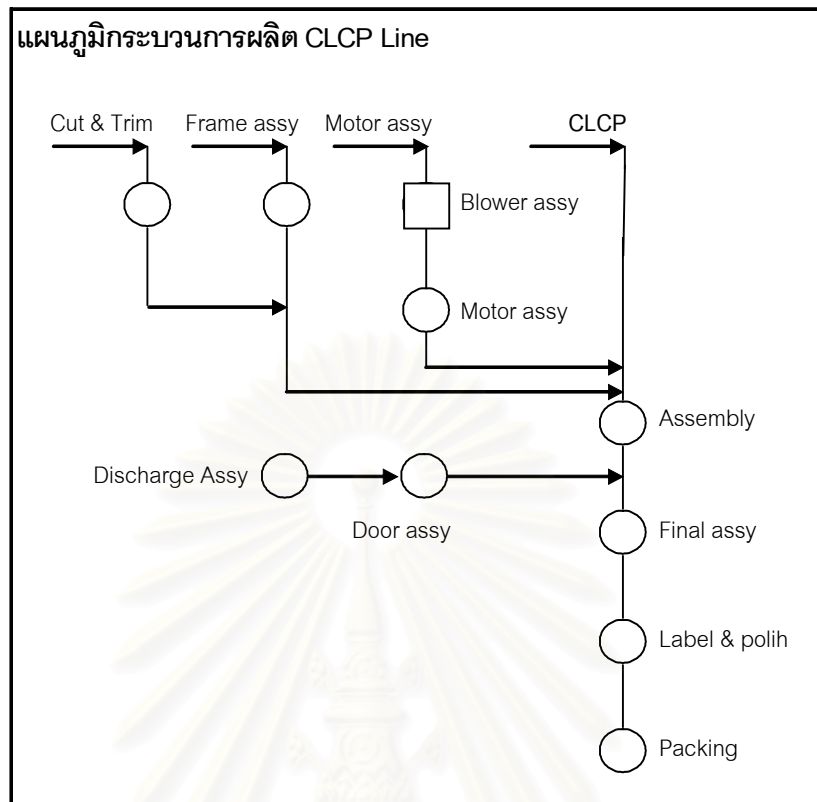 แผนภูมิกระบวนการผลิต CLCP Line
Cut & Trim
Frame assy
Motor assy
CLCP
Blower assy
Motor assy
Assembly
Discharge Assy
Door assy
Final assy
Label & polih
Packing